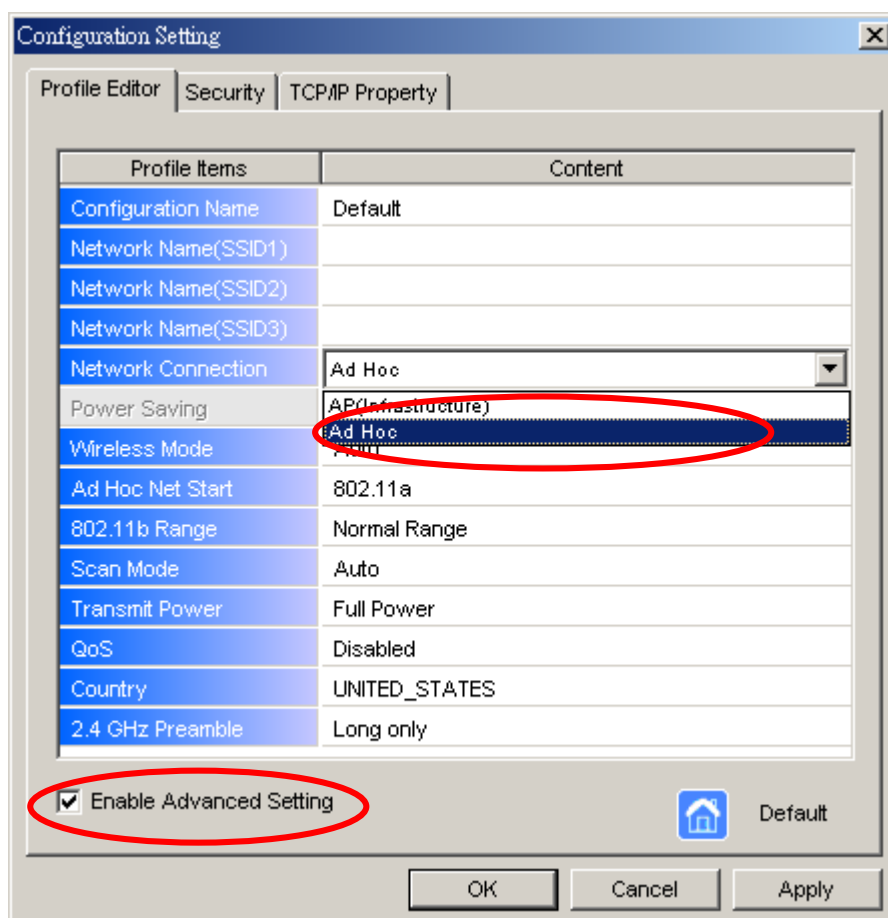 Configuration Setting
Profile Editor Security TCP/IP Property
Profile Items Content
Configuration Name Default
Network Name(SSID1)
Network Name(SSID2)
Network Name(SSID3)
Network Connection Ad Hoc
AP(Infrastructure)
Power Saving
Ad Hoc
Wireless Mode Auto
Ad Hoc Net Start 802.11a
802.11b Range Normal Range
Scan Mode Auto
Transmit Power Full Power
QoS Disabled
Country UNITED_STATES
2.4 GHz Preamble Long only
Enable Advanced Setting
Default
OK Cancel Apply